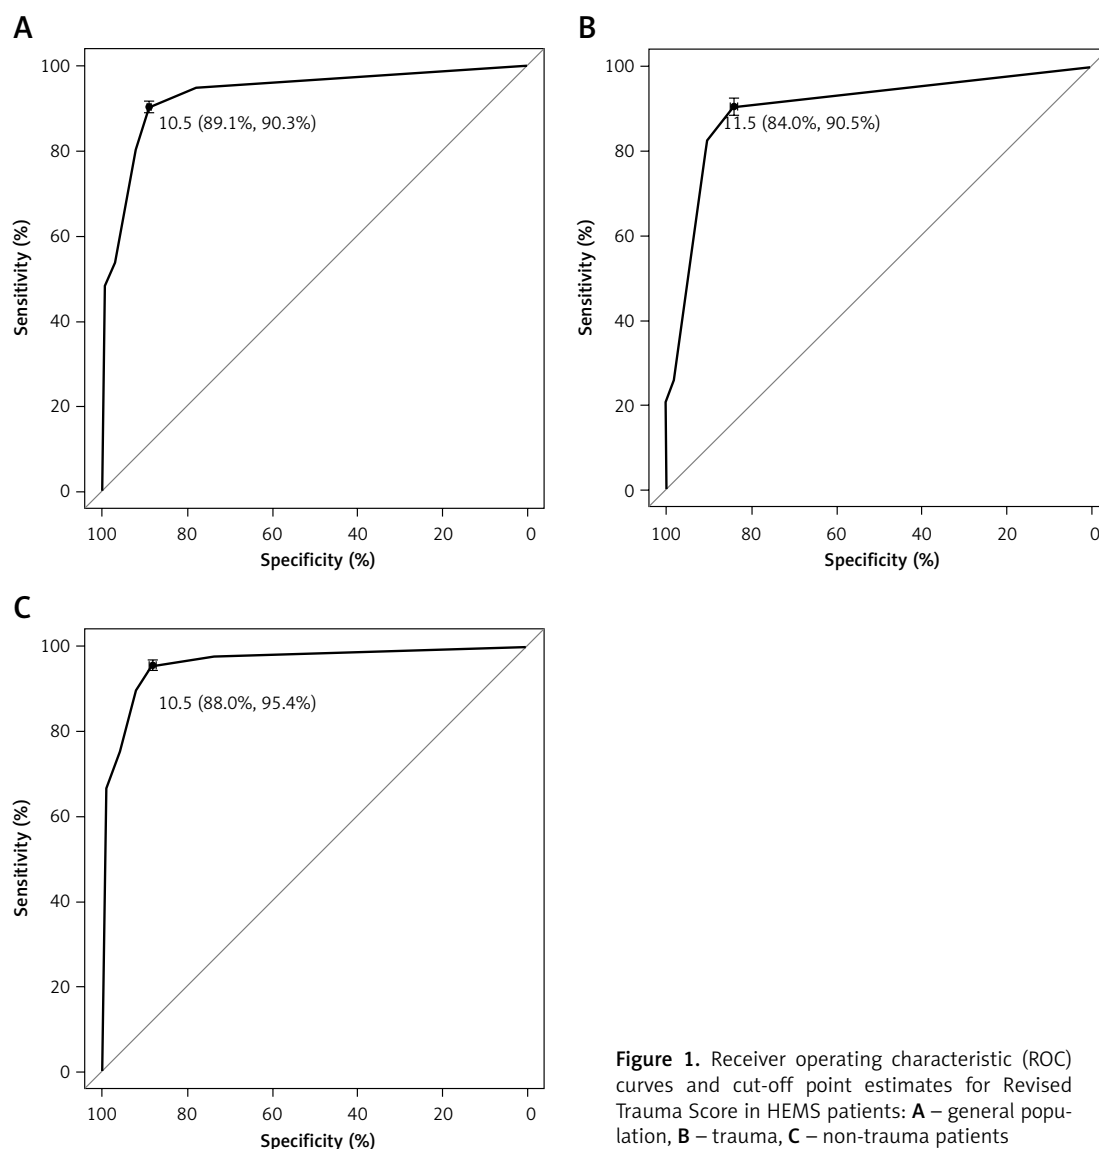 A
100
80
60
40
20
0
Sensitivity (%)
10.5 (89.1%, 90.3%)
100 80 60 40 20 0
Specificity (%)
B
100
80
60
40
20
0
Sensitivity (%)
11.5 (84.0%, 90.5%)
100 80 60 40 20 0
Specificity (%)
C
100
80
60
40
20
0
Sensitivity (%)
10.5 (88.0%, 95.4%)
100 80 60 40 20 0
Specificity (%)
Figure 1. Receiver operating characteristic (ROC)
curves and cut-off point estimates for Revised
Trauma Score in HEMS patients: A – general popu-
lation, B – trauma, C – non-trauma patients